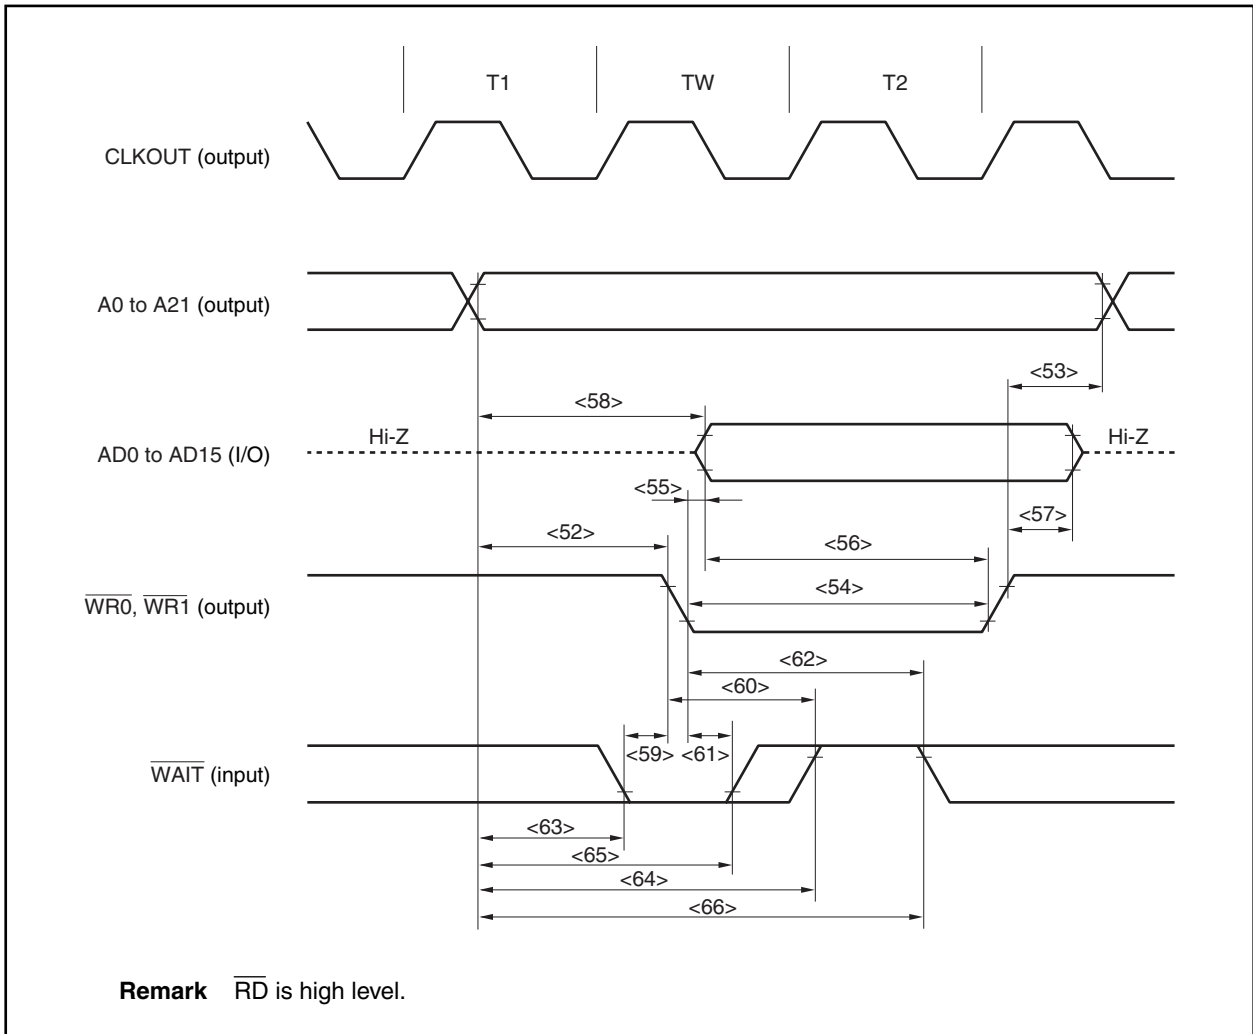 T1 TW T2
CLKOUT (output)
A0 to A21 (output)
<53>
<58>
Hi-Z Hi-Z
AD0 to AD15 (I/O)
<55>
<57>
<52>
<56>
<54>
WR0, WR1 (output)
<62>
<60>
<59> <61>
WAIT (input)
<63>
<65>
<64>
<66>
Remark RD is high level.